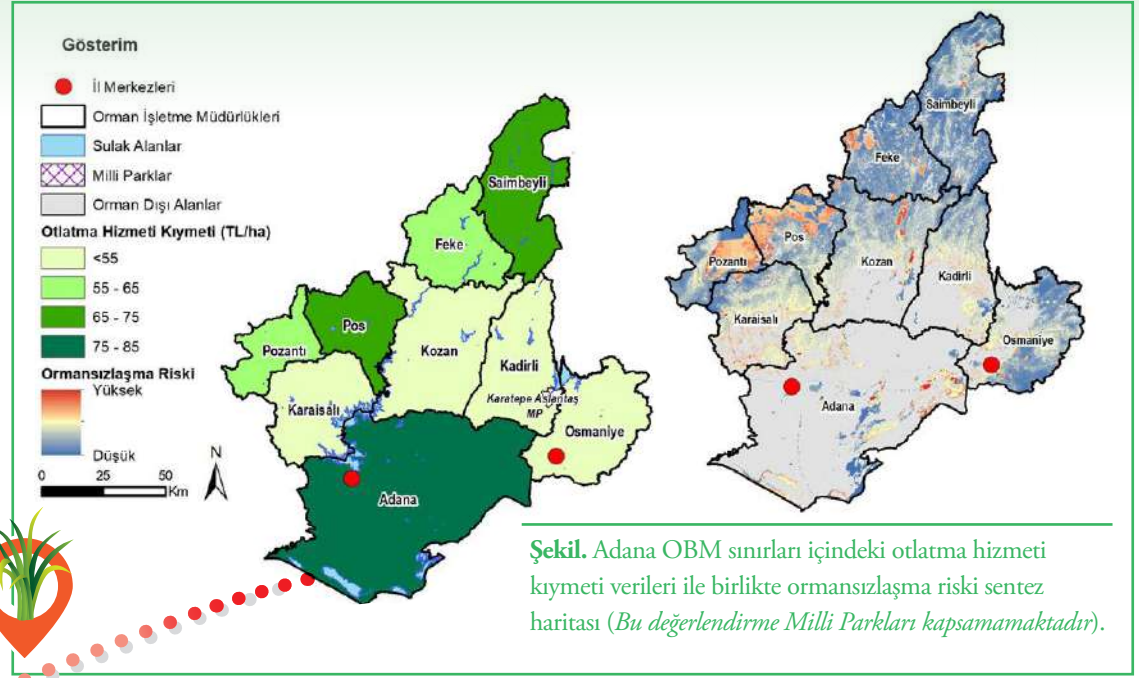 Gösterim
İl Merkezleri
Orman İşletme Müdürlükleri
Sulak Alanlar
Milli Parklar
Orman Dışı Alanlar
Otlatma Hizmeti Kıymeti (TL/ha)
<55
55 - 65
65 - 75
75 - 85
Ormansızlaşma Riski
Yüksek
Düşük
0 25 50
Km
N
Saimbeyli
Feke
Pos
Pozantı
Kozan
Kadirli
Karaisalı
Karatepe Aslantaş
MP
Osmaniye
Adana
Saimbeyli
Feke
Pos
Pozantı
Kozan
Kadirli
Karaisalı
Osmaniye
Adana
Şekil. Adana OBM sınırları içindeki otlatma hizmeti
kıymeti verileri ile birlikte ormansızlaşma riski sentez
haritası (Bu değerlendirme Milli Parkları kapsamamaktadır).